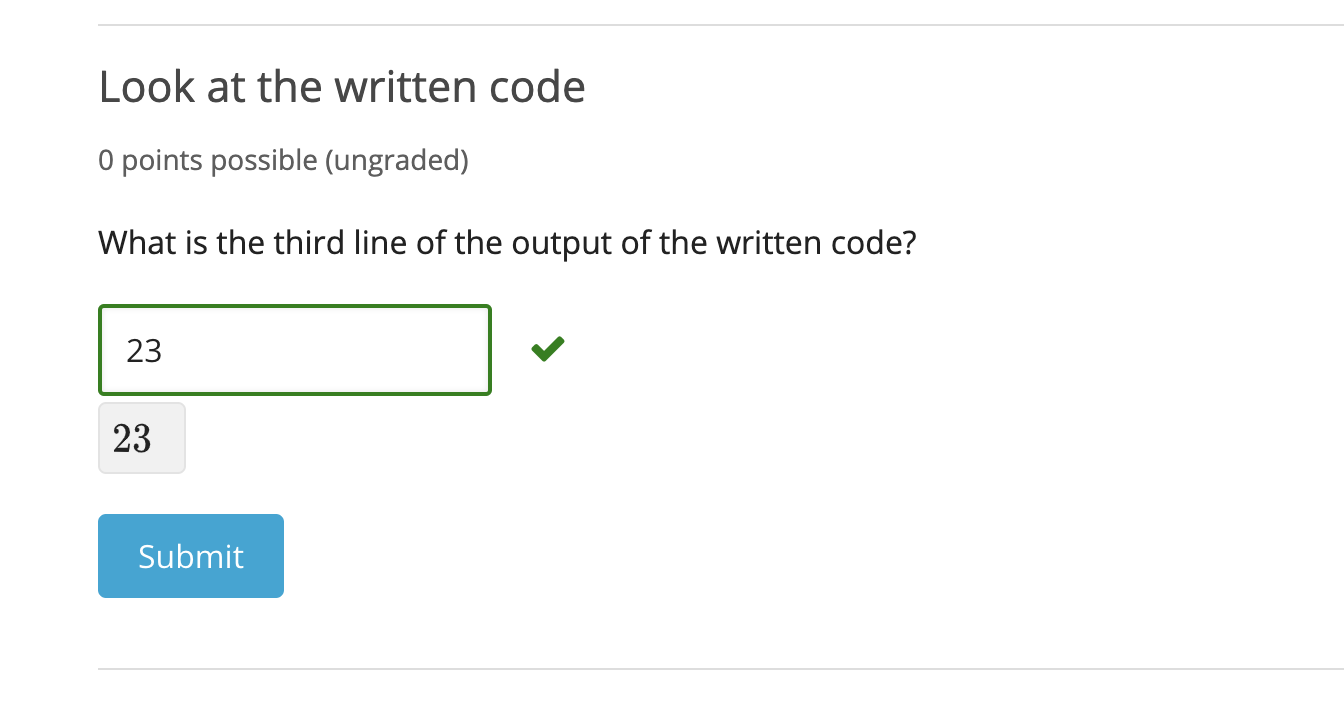 Look at the written code
0 points possible (ungraded)
What is the third line of the output of the written code?
23
23
Submit